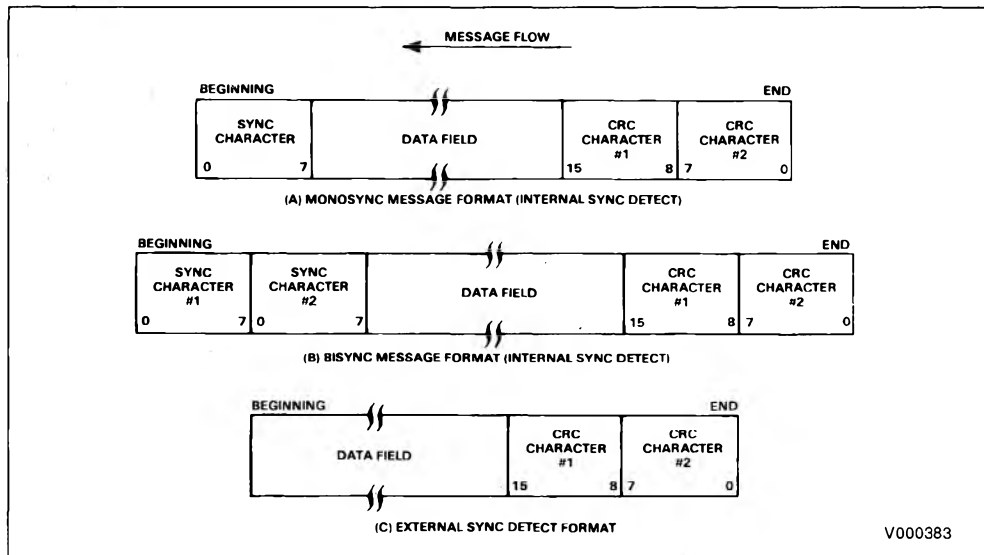 MESSAGE FLOW
BEGINNING END
SYNC CHARACTER DATA FIELD CRC CHARACTER #1 CRC CHARACTER #2
0 7 15 8 7 0
(A) MONOSYNC MESSAGE FORMAT (INTERNAL SYNC DETECT)
BEGINNING END
SYNC CHARACTER #1 SYNC CHARACTER #2 DATA FIELD CRC CHARACTER #1 CRC CHARACTER #2
0 7 0 7 15 8 7 0
(B) BISYNC MESSAGE FORMAT (INTERNAL SYNC DETECT)
BEGINNING END
DATA FIELD CRC CHARACTER #1 CRC CHARACTER #2
15 8 7 0
(C) EXTERNAL SYNC DETECT FORMAT
V000383